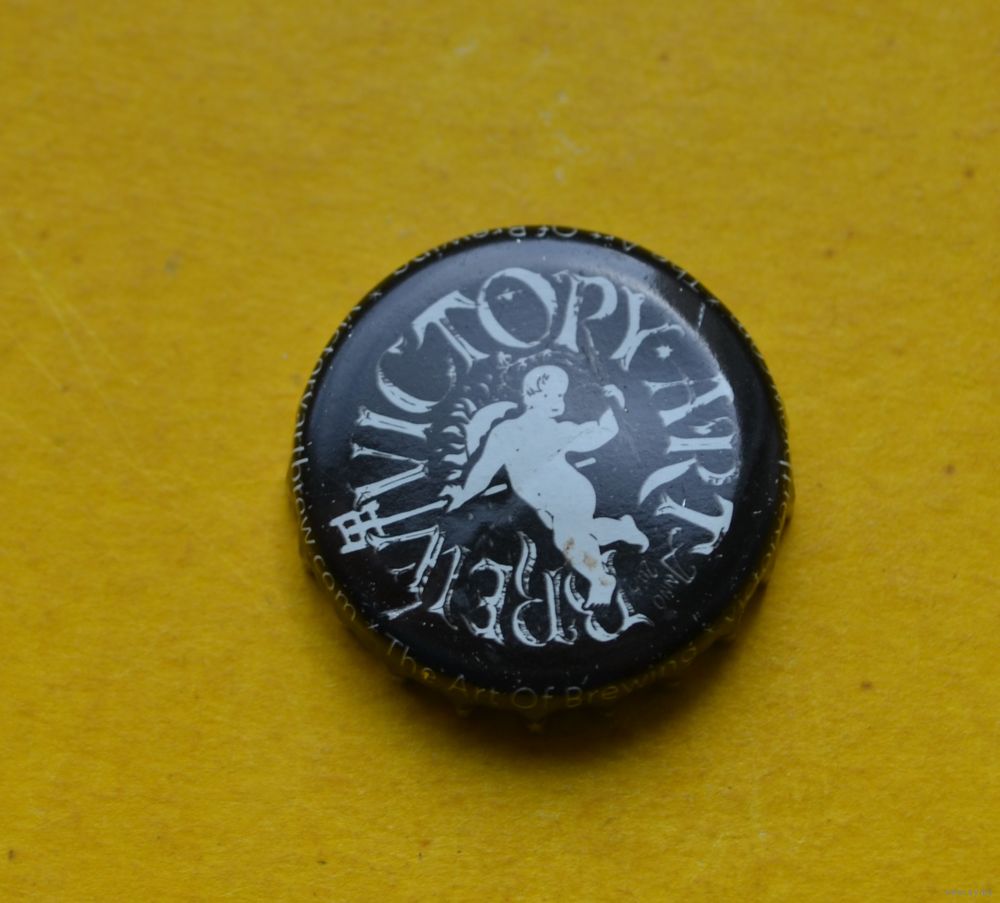 VICTORY·ART
BREW
The Art Of Brewing